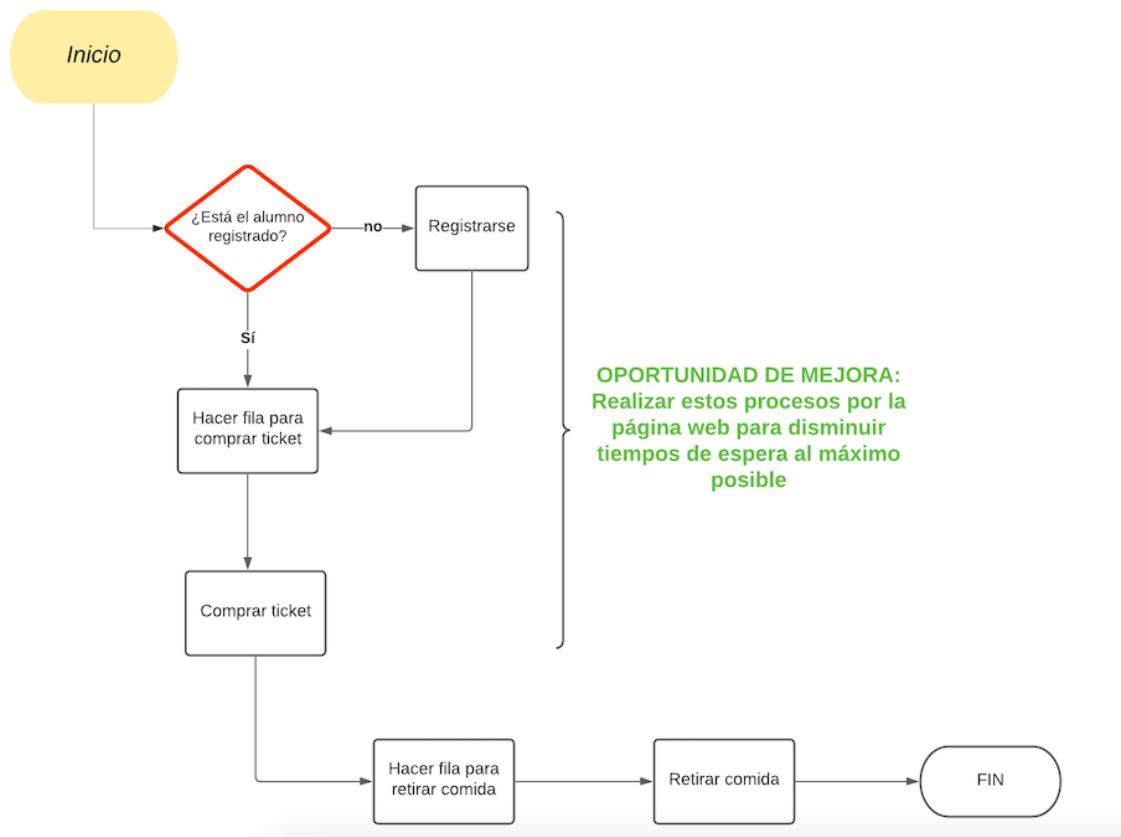 Inicio
¿Está el alumno
registrado?
no
Registrarse
Sí
Hacer fila para
comprar ticket
OPORTUNIDAD DE MEJORA:
Realizar estos procesos por la
página web para disminuir
tiempos de espera al máximo
posible
Comprar ticket
Hacer fila para
retirar comida
Retirar comida
FIN